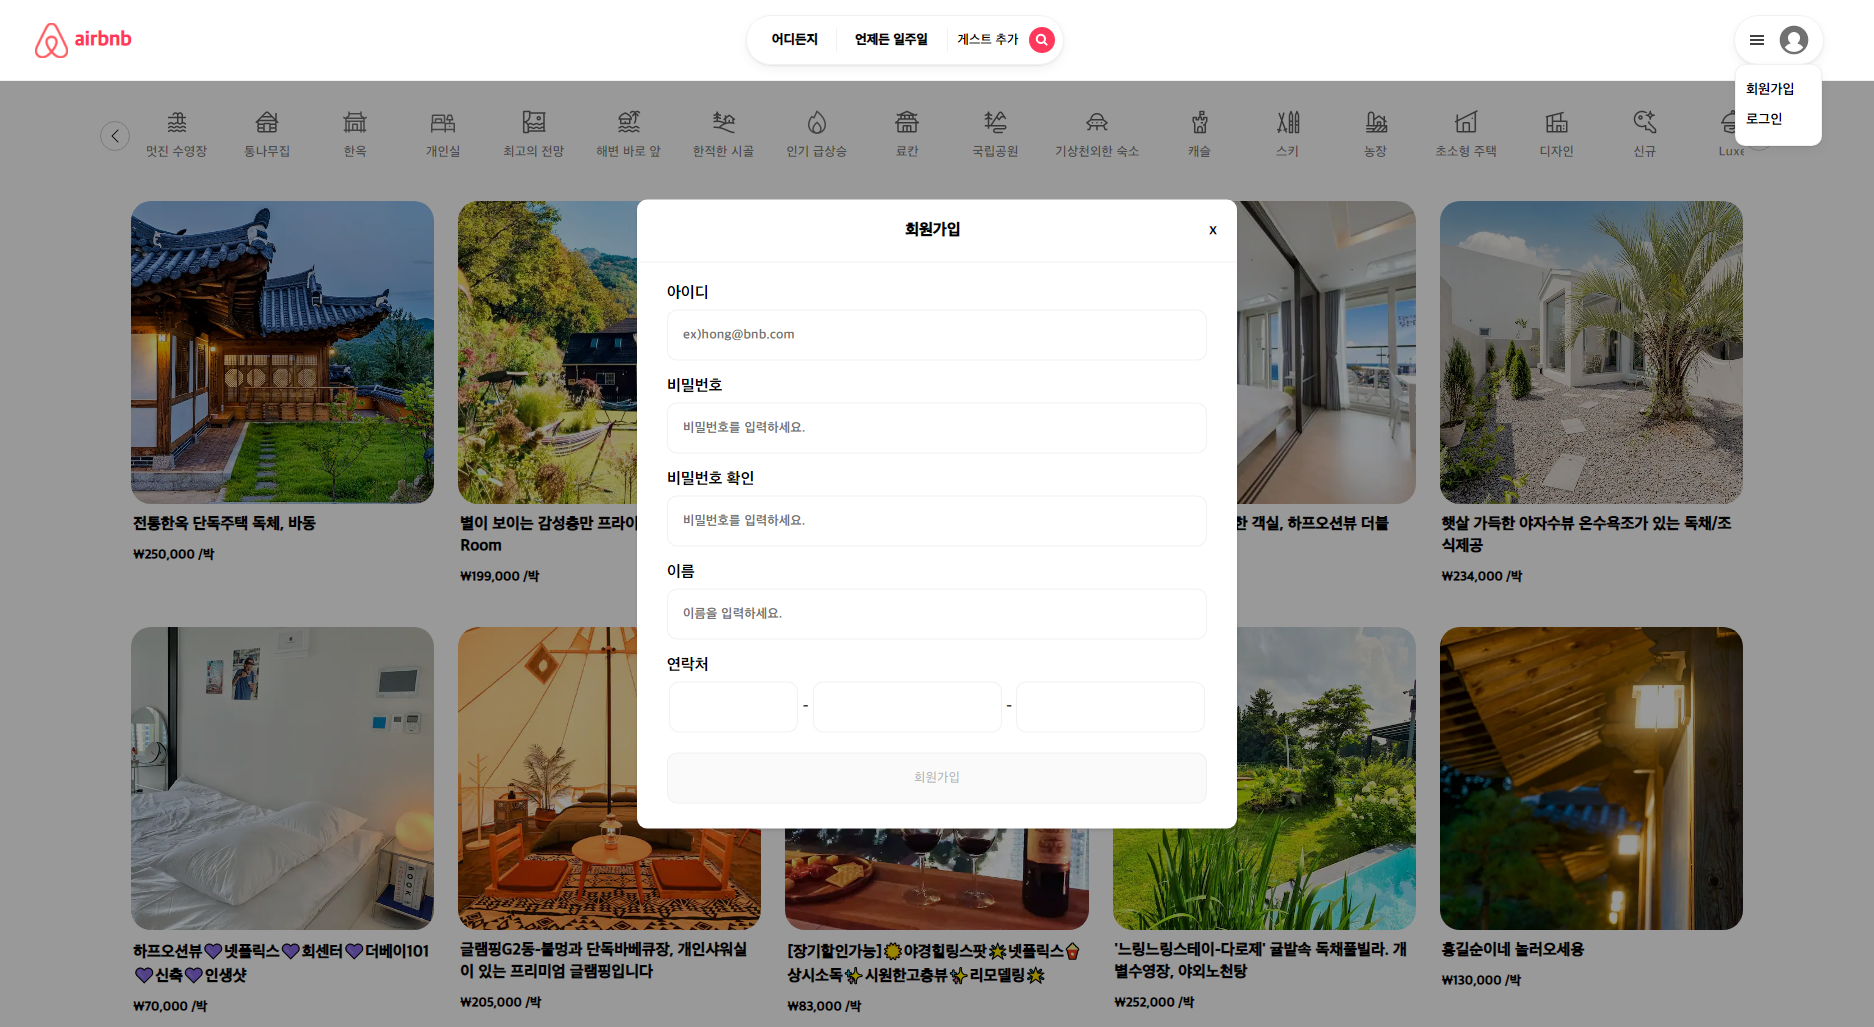 airbnb
어디든지
언제든 일주일
게스트 추가
회원가입
로그인
멋진 수영장
통나무집
한옥
개인실
최고의 전망
해변 바로 앞
한적한 시골
인기 급상승
료칸
국립공원
기상천외한 숙소
캐슬
스키
농장
초소형 주택
디자인
신규
Luxe
회원가입
x
아이디
ex)hong@bnb.com
비밀번호
비밀번호를 입력하세요.
비밀번호 확인
비밀번호를 입력하세요.
이름
이름을 입력하세요.
연락처
-
-
회원가입
전통한옥 단독주택 독체, 바동
₩250,000 /박
별이 보이는 감성충만 프라이
Room
₩199,000 /박
한 객실, 하프오션뷰 더블
햇살 가득한 야자수뷰 온수욕조가 있는 독채/조
식제공
₩234,000 /박
하프오션뷰💜넷플릭스💜회센터💜더베이101
💜신축💜인생샷
₩70,000 /박
글램핑G2동-불멍과 단독바베큐장, 개인샤워실
이 있는 프리미엄 글램핑입니다
₩205,000 /박
[장기할인가능]🌟야경힐링스팟🌟넷플릭스🍿
상시소독✨시원한고층뷰✨리모델링🌟
₩83,000 /박
'느링느링스테이-다로제' 귤밭속 독채풀빌라. 개
별수영장, 야외노천탕
₩252,000 /박
홍길순이네 놀러오세용
₩130,000 /박